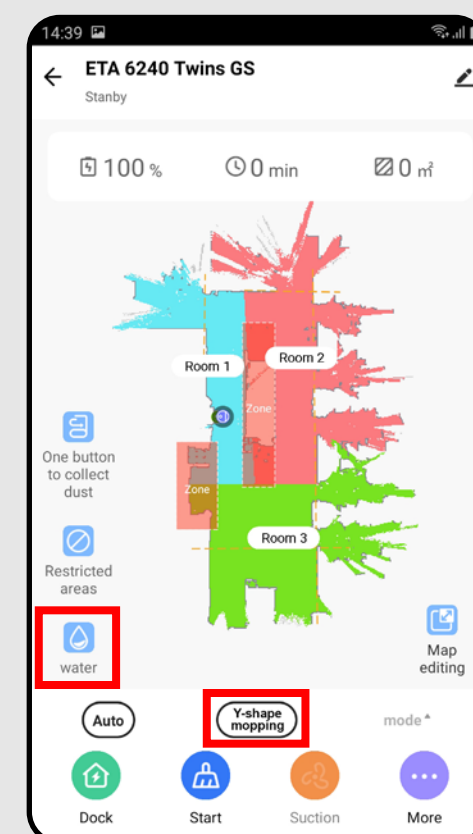 14:39
ETA 6240 Twins GS
Stanby
100 %
0 min
0 ㎡
Room 1
Room 2
Zone
One button
to collect
dust
Zone
Room 3
Restricted
areas
water
Map
editing
Auto
Y-shape
mopping
mode
Dock
Start
Suction
More